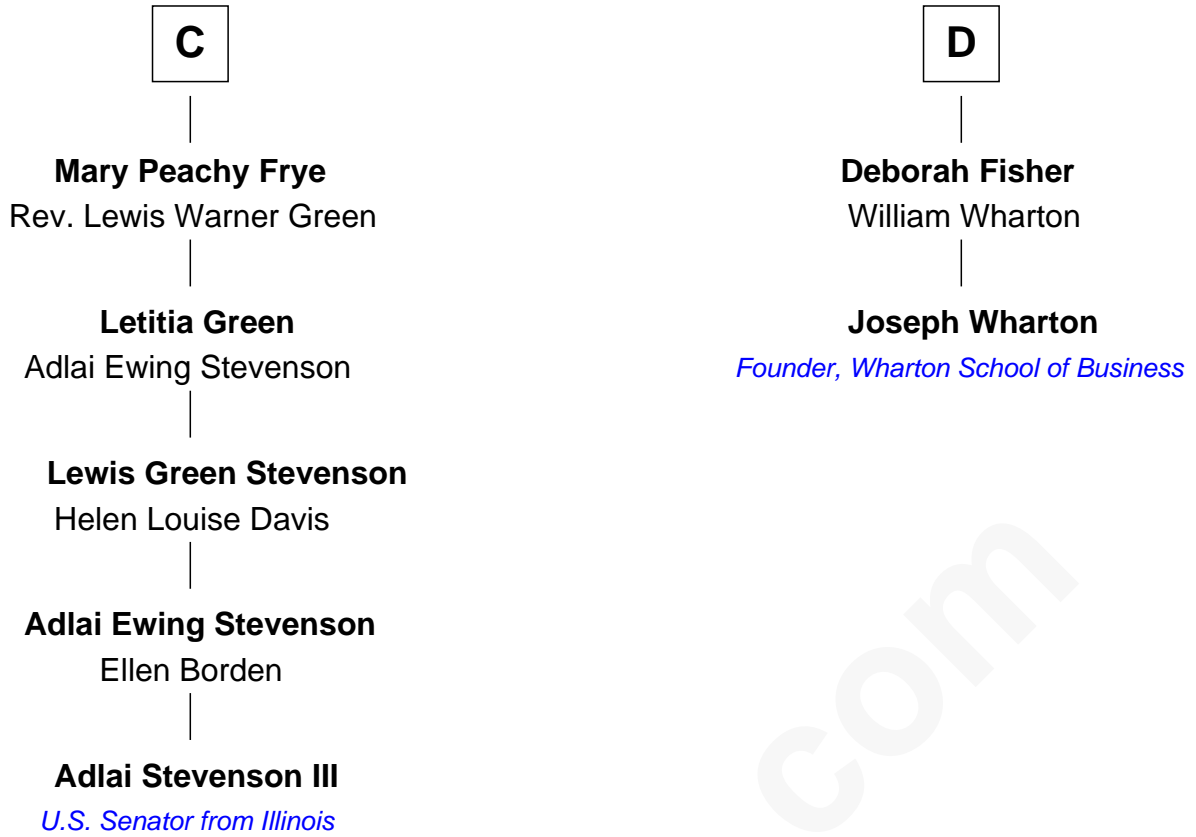 C
Mary Peachy Frye
Rev. Lewis Warner Green
Letitia Green
Adlai Ewing Stevenson
Lewis Green Stevenson
Helen Louise Davis
Adlai Ewing Stevenson
Ellen Borden
Adlai Stevenson III
U.S. Senator from Illinois
D
Deborah Fisher
William Wharton
Joseph Wharton
Founder, Wharton School of Business
com